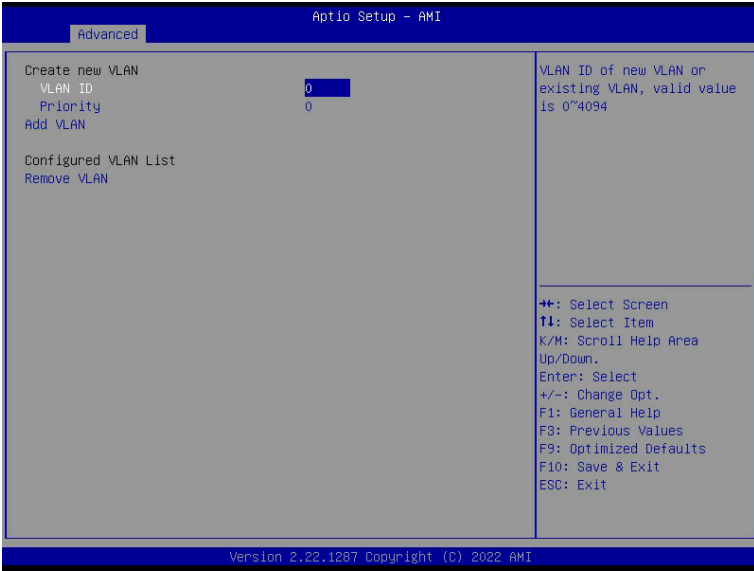 Aptio Setup – AMI
Advanced
Create new VLAN
VLAN ID 0
Priority 0
Add VLAN
Configured VLAN List
Remove VLAN
VLAN ID of new VLAN or
existing VLAN, valid value
is 0~4094
→←: Select Screen
↑↓: Select Item
K/M: Scroll Help Area
Up/Down.
Enter: Select
+/-: Change Opt.
F1: General Help
F3: Previous Values
F9: Optimized Defaults
F10: Save & Exit
ESC: Exit
Version 2.22.1287 Copyright (C) 2022 AMI